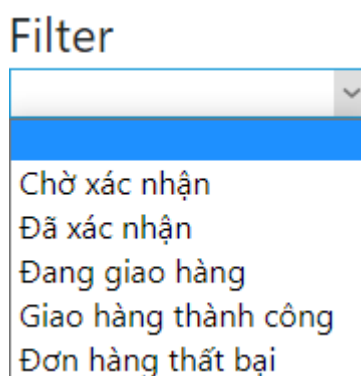 Filter
Chờ xác nhận
Đã xác nhận
Đang giao hàng
Giao hàng thành công
Đơn hàng thất bại